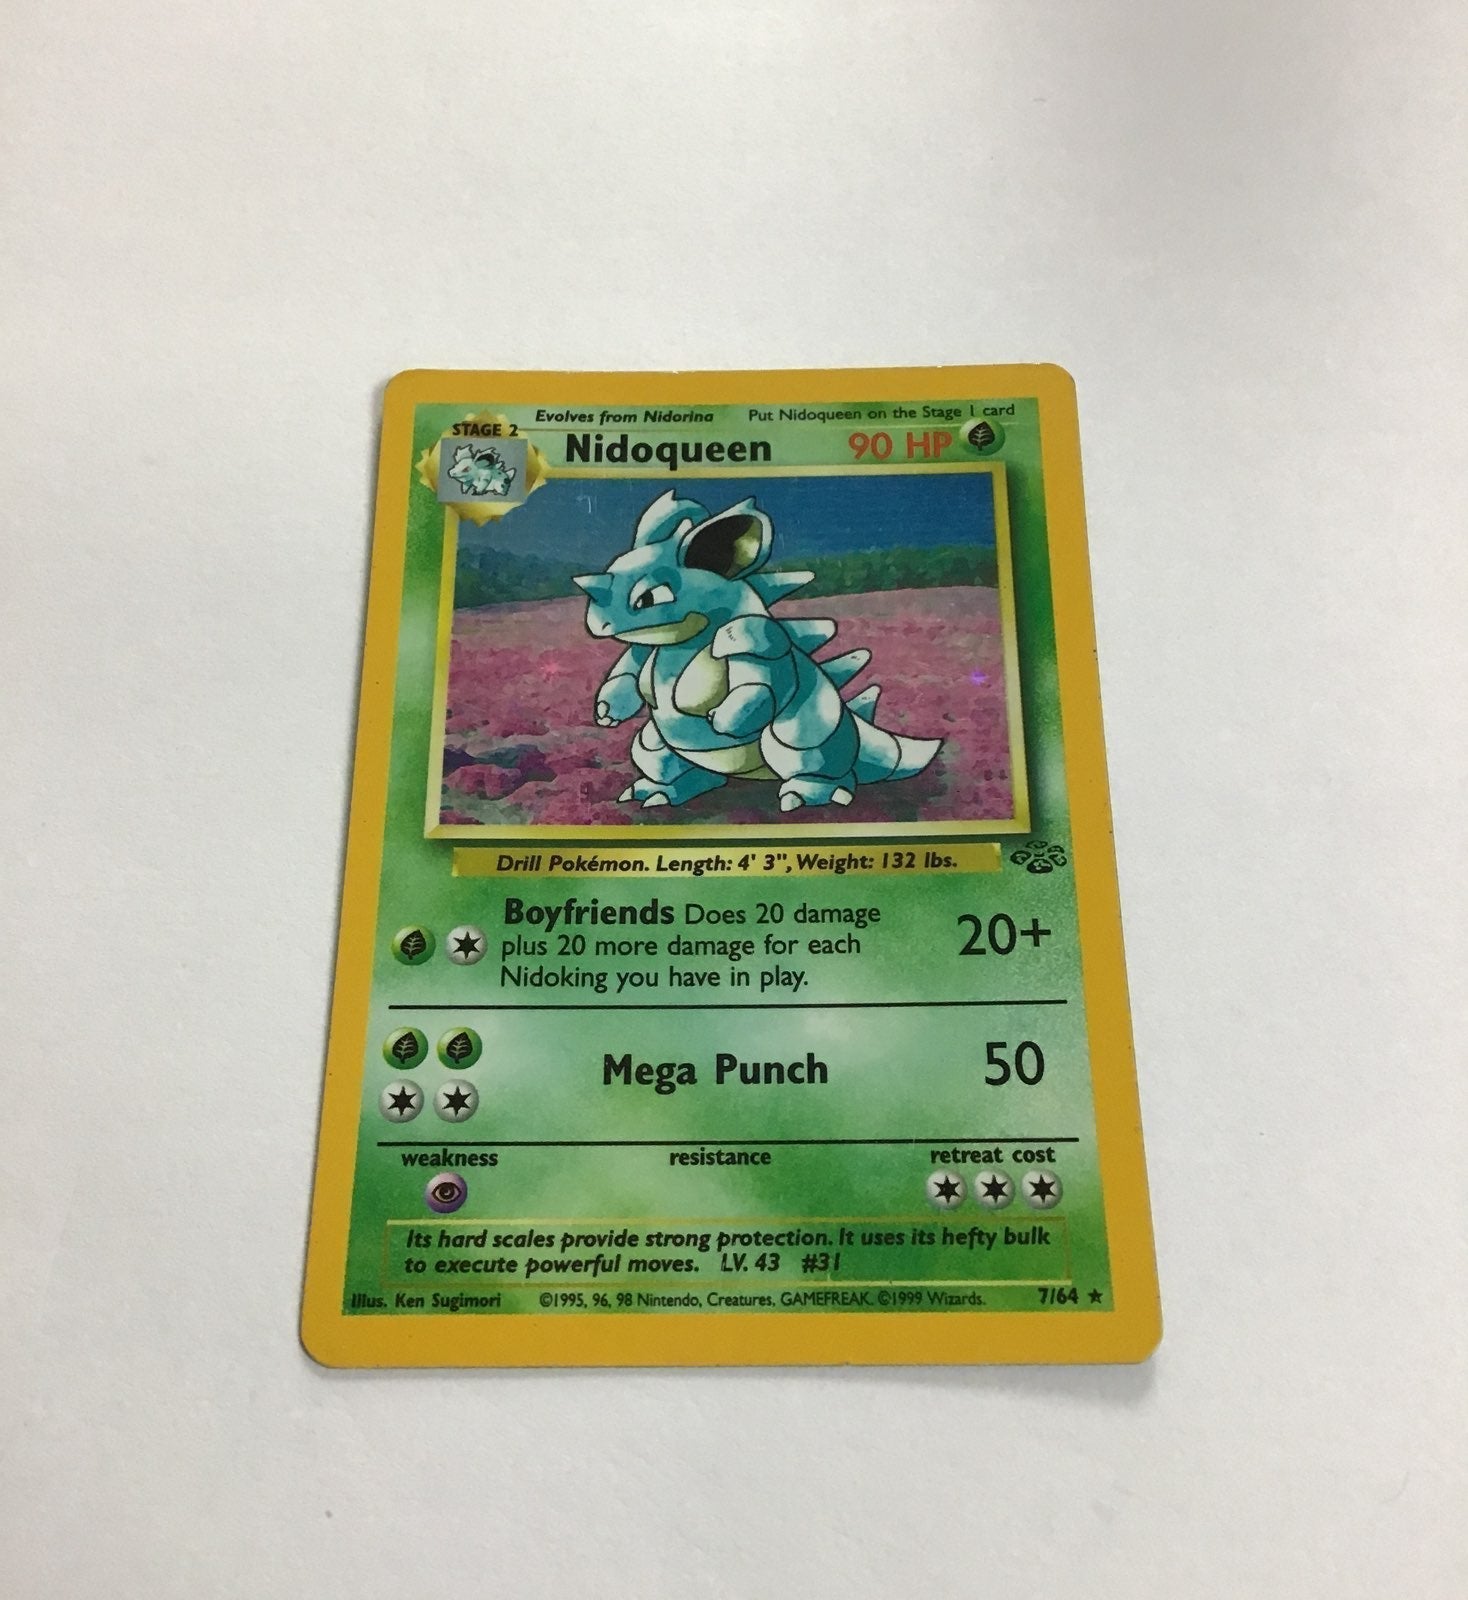 Evolves from Nidorina Put Nidoqueen on the Stage 1 card
STAGE 2
Nidoqueen 90 HP
Drill Pokémon. Length: 4' 3", Weight: 132 lbs.
Boyfriends Does 20 damage
plus 20 more damage for each
Nidoking you have in play.
20+
Mega Punch 50
weakness resistance retreat cost
Its hard scales provide strong protection. It uses its hefty bulk
to execute powerful moves. LV. 43 #31
Illus. Ken Sugimori ©1995, 96, 98 Nintendo, Creatures, GAMEFREAK. ©1999 Wizards. 7/64 ★